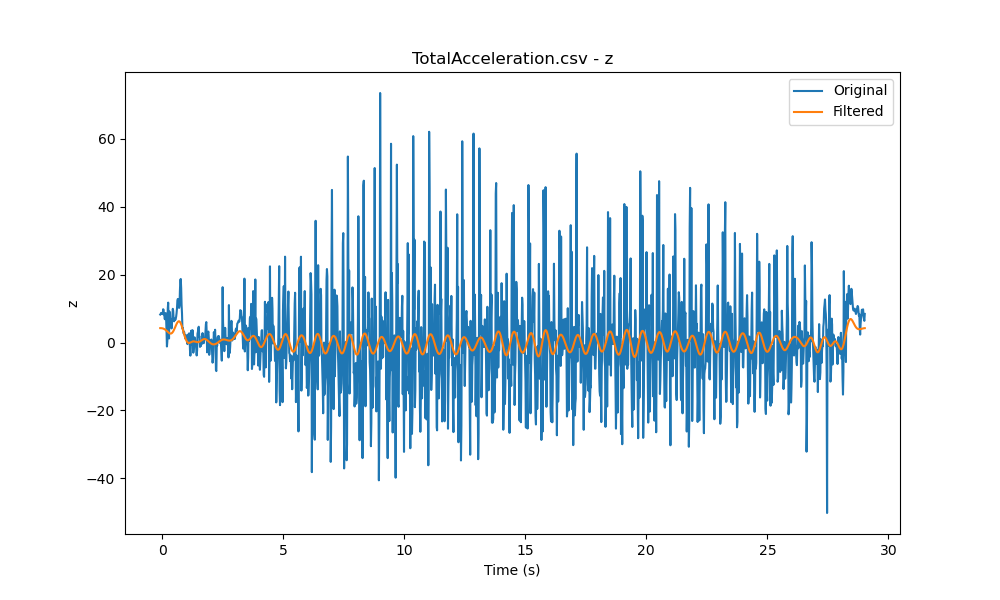 TotalAcceleration.csv - z
Original
Filtered
60
40
20
0
−20
−40
z
0 5 10 15 20 25 30
Time (s)